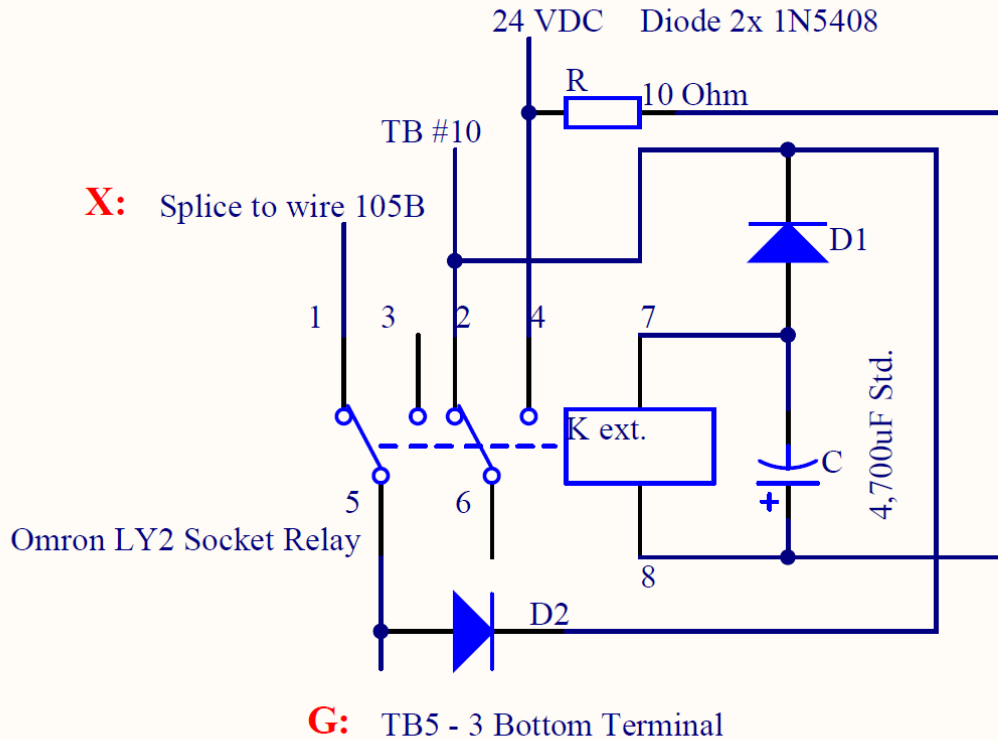 24 VDC Diode 2x 1N5408
R
10 Ohm
TB #10
X: Splice to wire 105B
D1
1 3 2 4 7
4,700uF Std.
K ext.
C
+
5 6
Omron LY2 Socket Relay
8
D2
G: TB5 - 3 Bottom Terminal